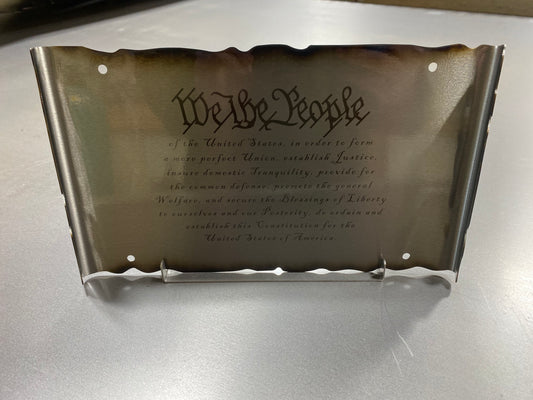 We the People
of the United States, in order to form
a more perfect Union, establish Justice,
insure domestic Tranquility, provide for
the common defense, promote the general
Welfare, and secure the Blessings of Liberty
to ourselves and our Posterity, do ordain and
establish this Constitution for the
United States of America.